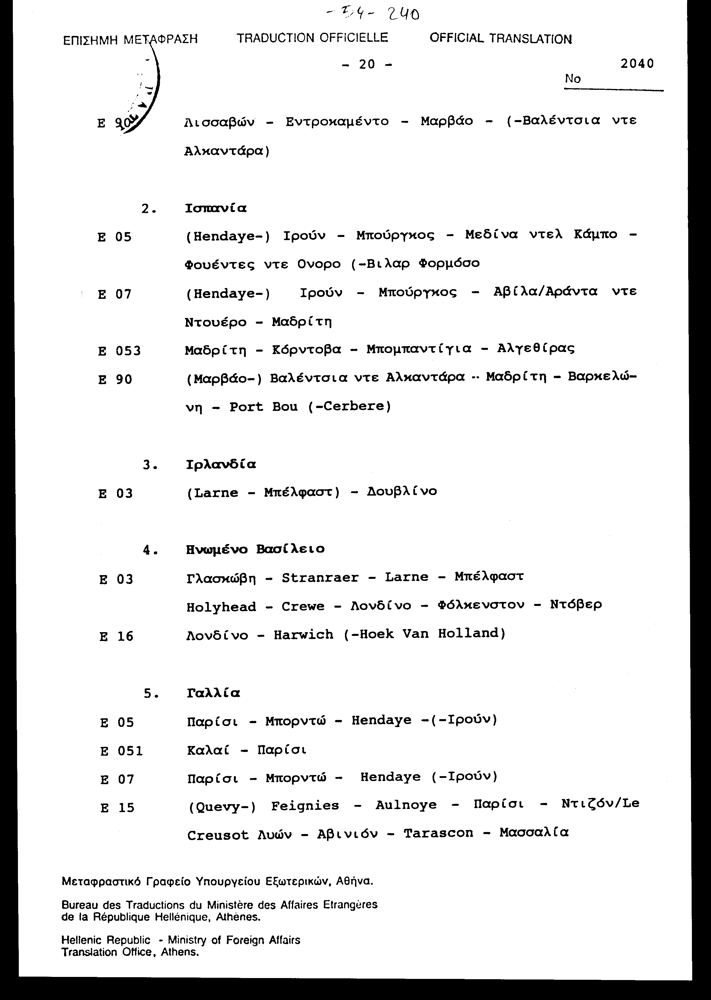 - 54 - 240
ΕΠΙΣΗΜΗ ΜΕΤΑΦΡΑΣΗ TRADUCTION OFFICIELLE OFFICIAL TRANSLATION
- 20 - 2040
No
E 90 Λισσαβών - Εντροκαμέντο - Μαρβάο - (-Βαλέντσια ντε
Αλκαντάρα)
2. Ισπανία
E 05 (Hendaye-) Ιρούν - Μπούργκος - Μεδίνα ντελ Κάμπο -
Φουέντες ντε Ονορο (-Βιλαρ Φορμόσο
E 07 (Hendaye-) Ιρούν - Μπούργκος - Αβίλα/Αράντα ντε
Ντουέρο - Μαδρίτη
E 053 Μαδρίτη - Κόρντοβα - Μπομπαντίγια - Αλγεθίρας
E 90 (Μαρβάο-) Βαλέντσια ντε Αλκαντάρα - Μαδρίτη - Βαρκελώ-
νη - Port Bou (-Cerbere)
3. Ιρλανδία
E 03 (Larne - Μπέλφαστ) - Δουβλίνο
4. Ηνωμένο Βασίλειο
E 03 Γλασκώβη - Stranraer - Larne - Μπέλφαστ
Holyhead - Crewe - Λονδίνο - Φόλκενστον - Ντόβερ
E 16 Λονδίνο - Harwich (-Hoek Van Holland)
5. Γαλλία
E 05 Παρίσι - Μπορντώ - Hendaye -(-Ιρούν)
E 051 Καλαί - Παρίσι
E 07 Παρίσι - Μπορντώ - Hendaye (-Ιρούν)
E 15 (Quevy-) Feignies - Aulnoye - Παρίσι - Ντιζόν/Le
Creusot Λυών - Αβινιόν - Tarascon - Μασσαλία
Μεταφραστικό Γραφείο Υπουργείου Εξωτερικών, Αθήνα.
Bureau des Traductions du Ministère des Affaires Etrangères
de la République Hellénique, Athènes.
Hellenic Republic - Ministry of Foreign Affairs
Translation Office, Athens.